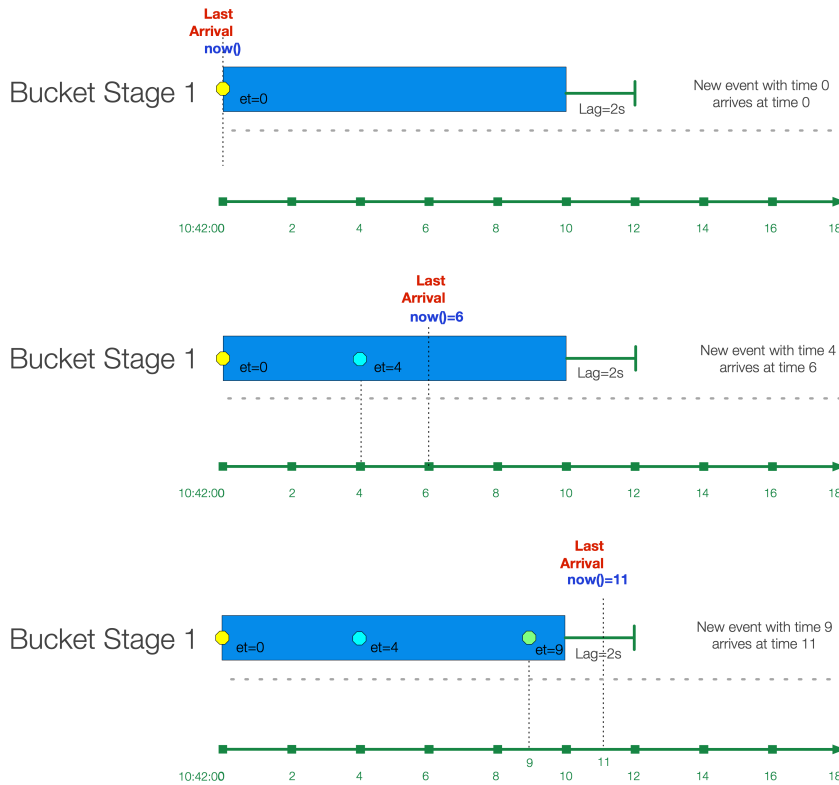 Last
Arrival
now()
Bucket Stage 1
et=0
Lag=2s
New event with time 0
arrives at time 0
10:42:00 2 4 6 8 10 12 14 16 18
Last
Arrival
now()=6
Bucket Stage 1
et=0
et=4
Lag=2s
New event with time 4
arrives at time 6
10:42:00 2 4 6 8 10 12 14 16 18
Last
Arrival
now()=11
Bucket Stage 1
et=0
et=4
et=9
Lag=2s
New event with time 9
arrives at time 11
9 11
10:42:00 2 4 6 8 10 12 14 16 18